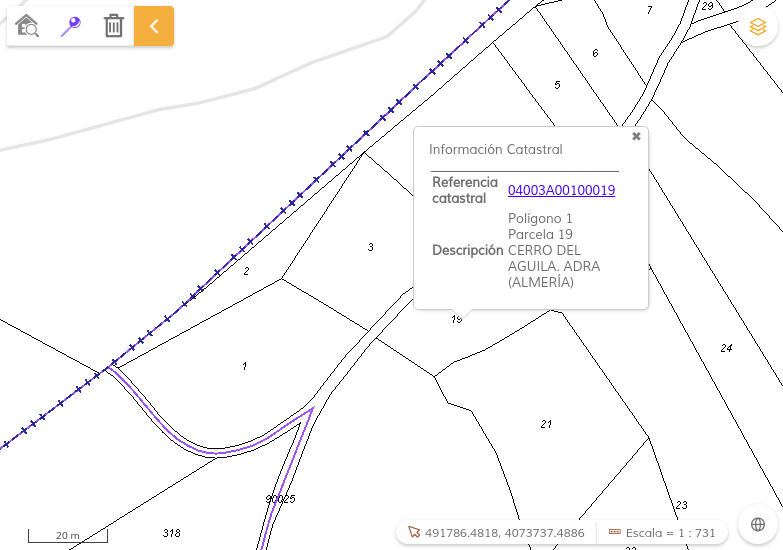 7
29
6
5
Información Catastral
Referencia catastral
04003A00100019
Descripción
Polígono 1
Parcela 19
CERRO DEL
AGUILA. ADRA
(ALMERÍA)
3
2
19
24
1
21
90025
23
318
20 m
491786.4818, 4073737.4886
Escala = 1 : 731